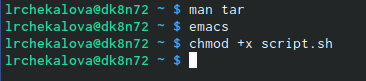 lrchekalova@dk8n72 ~ $ man tar
lrchekalova@dk8n72 ~ $ emacs
lrchekalova@dk8n72 ~ $ chmod +x script.sh
lrchekalova@dk8n72 ~ $